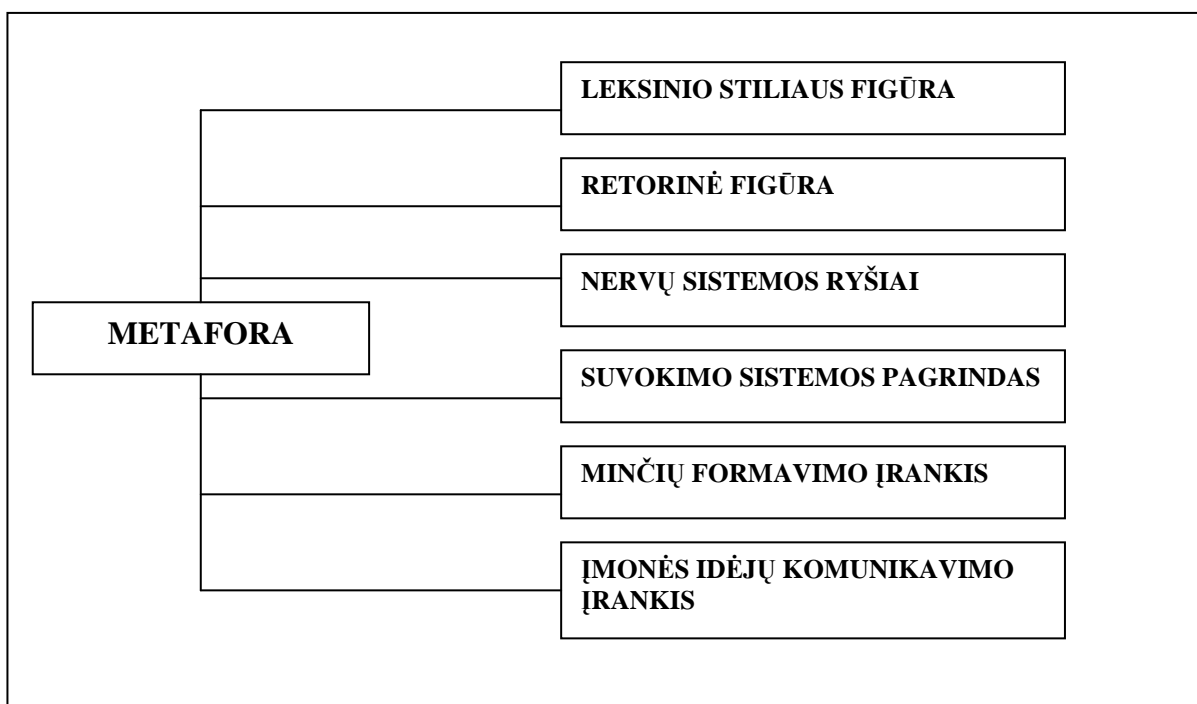 LEKSINIO STILIAUS FIGŪRA
RETORINĖ FIGŪRA
NERVŲ SISTEMOS RYŠIAI
METAFORA
SUVOKIMO SISTEMOS PAGRINDAS
MINČIŲ FORMAVIMO ĮRANKIS
ĮMONĖS IDĖJŲ KOMUNIKAVIMO
ĮRANKIS